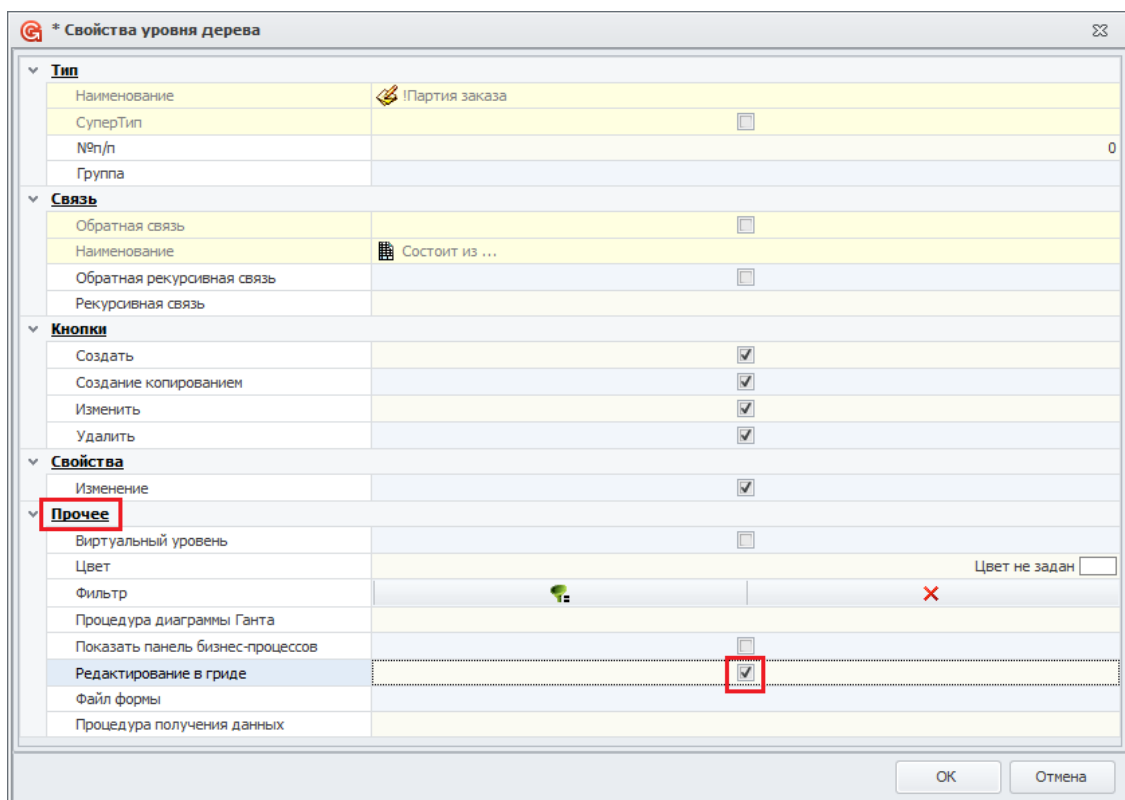 * Свойства уровня дерева
Тип
Наименование !Партия заказа
СуперТип
№п/п 0
Группа
Связь
Обратная связь
Наименование Состоит из ...
Обратная рекурсивная связь
Рекурсивная связь
Кнопки
Создать
Создание копированием
Изменить
Удалить
Свойства
Изменение
Прочее
Виртуальный уровень
Цвет Цвет не задан
Фильтр
Процедура диаграммы Ганта
Показать панель бизнес-процессов
Редактирование в гриде
Файл формы
Процедура получения данных
ОК Отмена